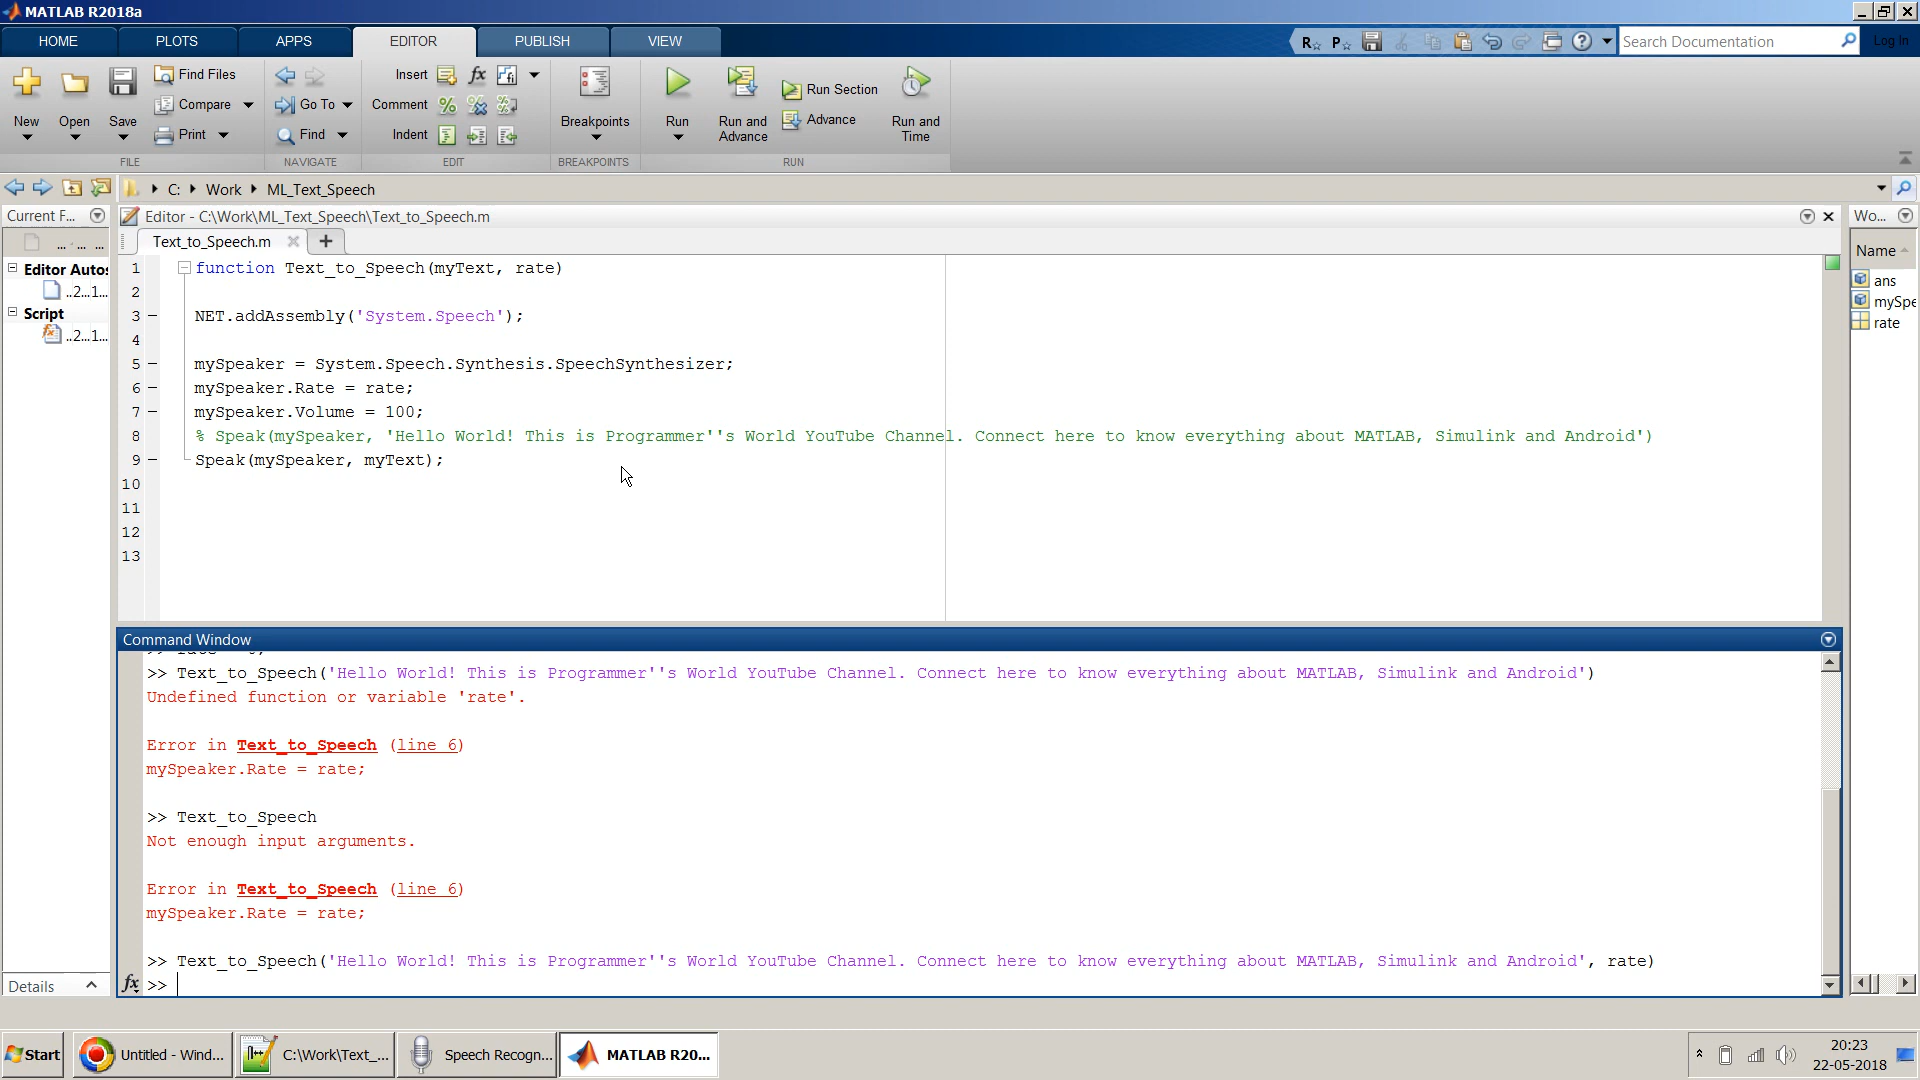 MATLAB R2018a
HOME PLOTS APPS EDITOR PUBLISH VIEW
Search Documentation
Log In
New Open Save
Find Files
Compare
Print
FILE
Go To
Find
NAVIGATE
Insert
Comment
Indent
EDIT
Breakpoints
BREAKPOINTS
Run
Run and Advance
Run Section
Advance
Run and Time
RUN
C: Work ML_Text_Speech
Current F...
Editor - C:\Work\ML_Text_Speech\Text_to_Speech.m
Wo...
Text_to_Speech.m
Name
Editor Autos
..2...1...
Script
..2...1...
ans
mySpe
rate
1 function Text_to_Speech(myText, rate)
2
3 NET.addAssembly('System.Speech');
4
5 mySpeaker = System.Speech.Synthesis.SpeechSynthesizer;
6 mySpeaker.Rate = rate;
7 mySpeaker.Volume = 100;
8 % Speak(mySpeaker, 'Hello World! This is Programmer''s World YouTube Channel. Connect here to know everything about MATLAB, Simulink and Android')
9 Speak(mySpeaker, myText);
10
11
12
13
Command Window
>> Text_to_Speech('Hello World! This is Programmer''s World YouTube Channel. Connect here to know everything about MATLAB, Simulink and Android')
Undefined function or variable 'rate'.
Error in Text_to_Speech (line 6)
mySpeaker.Rate = rate;
>> Text_to_Speech
Not enough input arguments.
Error in Text_to_Speech (line 6)
mySpeaker.Rate = rate;
>> Text_to_Speech('Hello World! This is Programmer''s World YouTube Channel. Connect here to know everything about MATLAB, Simulink and Android', rate)
fx >>
Details
Start
Untitled - Wind...
C:\Work\Text_...
Speech Recogn...
MATLAB R20...
20:23
22-05-2018